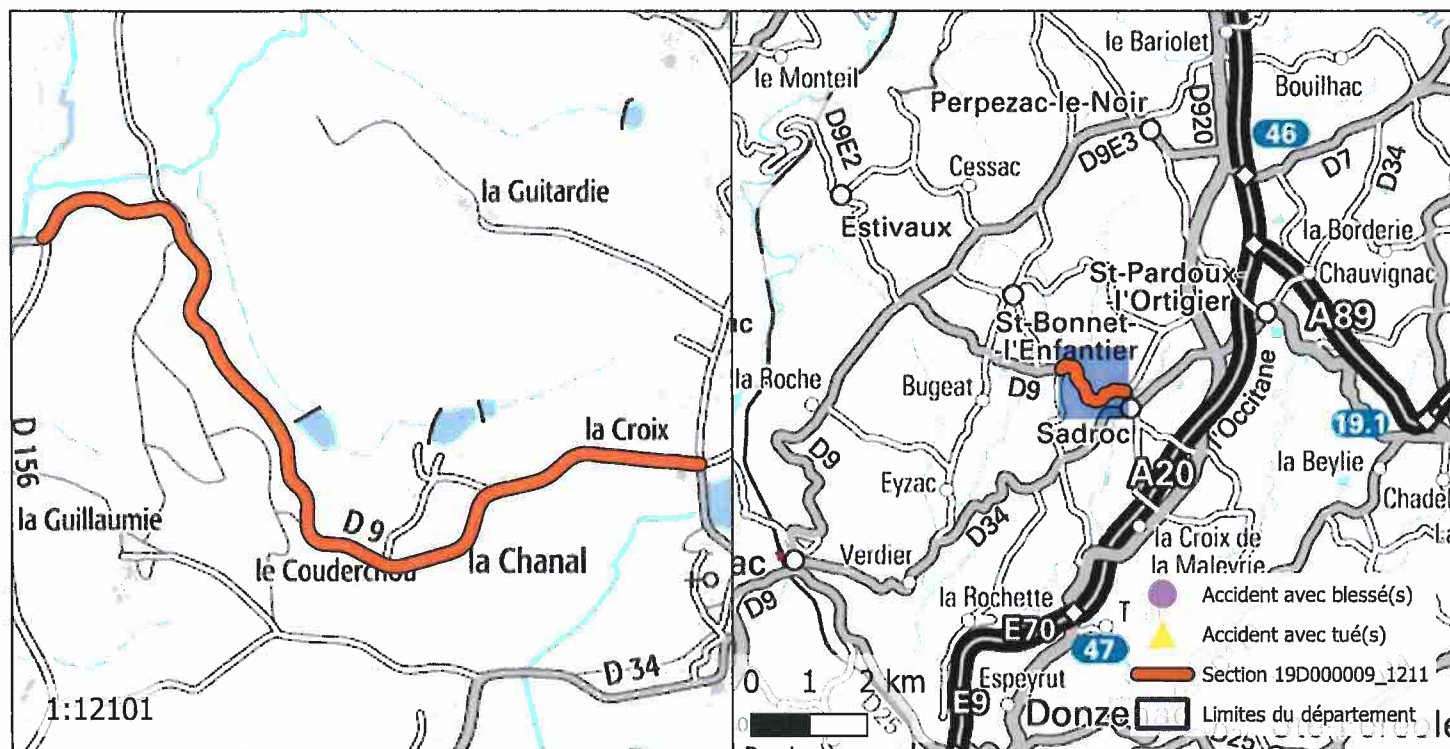 la Guitardie
D 156
la Guillaumie
la Croix
D 9
le Couderchou
la Chanal
D 34
1:12101
le Bariolet
le Monteil
Bouilhac
Perpezac-le-Noir
D9E2
D920
46
D9E3
D7
D34
Cessac
Estivaux
la Borderie
St-Pardoux-
-l'Ortigier
Chauvignac
A89
St-Bonnet-
-l'Enfantier
la Roche
Bugeat
D9
l'Occitane
19.1
Sadroc
A20
la Beylie
D9
Eyzac
Chadel
D34
Verdier
la Croix de
la Maleyrie
ac
D9
la Rochette
E70
T
47
Espeyrut
E9
Donze
D25
0 1 2 km
Accident avec blessé(s)
Accident avec tué(s)
Section 19D000009_1211
Limites du département